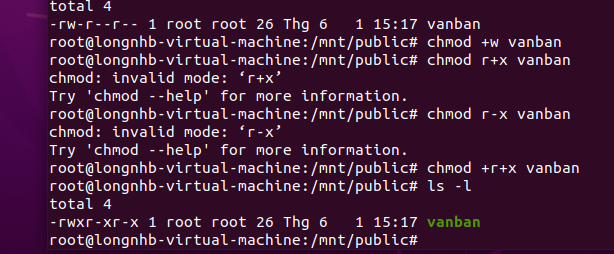 total 4
-rw-r--r-- 1 root root 26 Thg 6   1 15:17 vanban
root@longnhb-virtual-machine:/mnt/public# chmod +w vanban
root@longnhb-virtual-machine:/mnt/public# chmod r+x vanban
chmod: invalid mode: ‘r+x’
Try 'chmod --help' for more information.
root@longnhb-virtual-machine:/mnt/public# chmod r-x vanban
chmod: invalid mode: ‘r-x’
Try 'chmod --help' for more information.
root@longnhb-virtual-machine:/mnt/public# chmod +r+x vanban
root@longnhb-virtual-machine:/mnt/public# ls -l
total 4
-rwxr-xr-x 1 root root 26 Thg 6   1 15:17 vanban
root@longnhb-virtual-machine:/mnt/public#